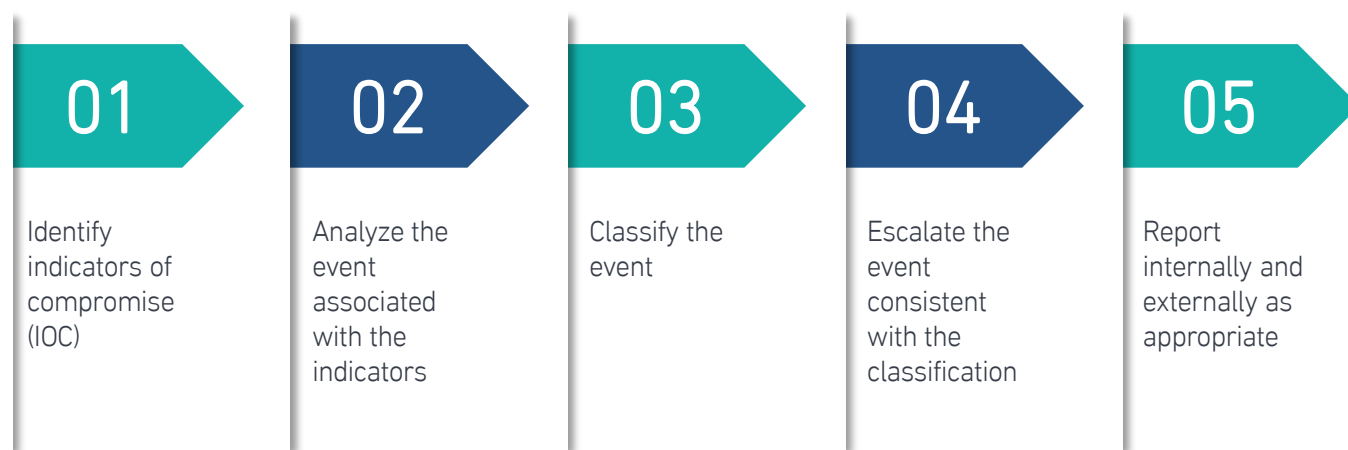 01
Identify
indicators of
compromise
(IOC)
02
Analyze the
event
associated
with the
indicators
03
Classify the
event
04
Escalate the
event
consistent
with the
classification
05
Report
internally and
externally as
appropriate